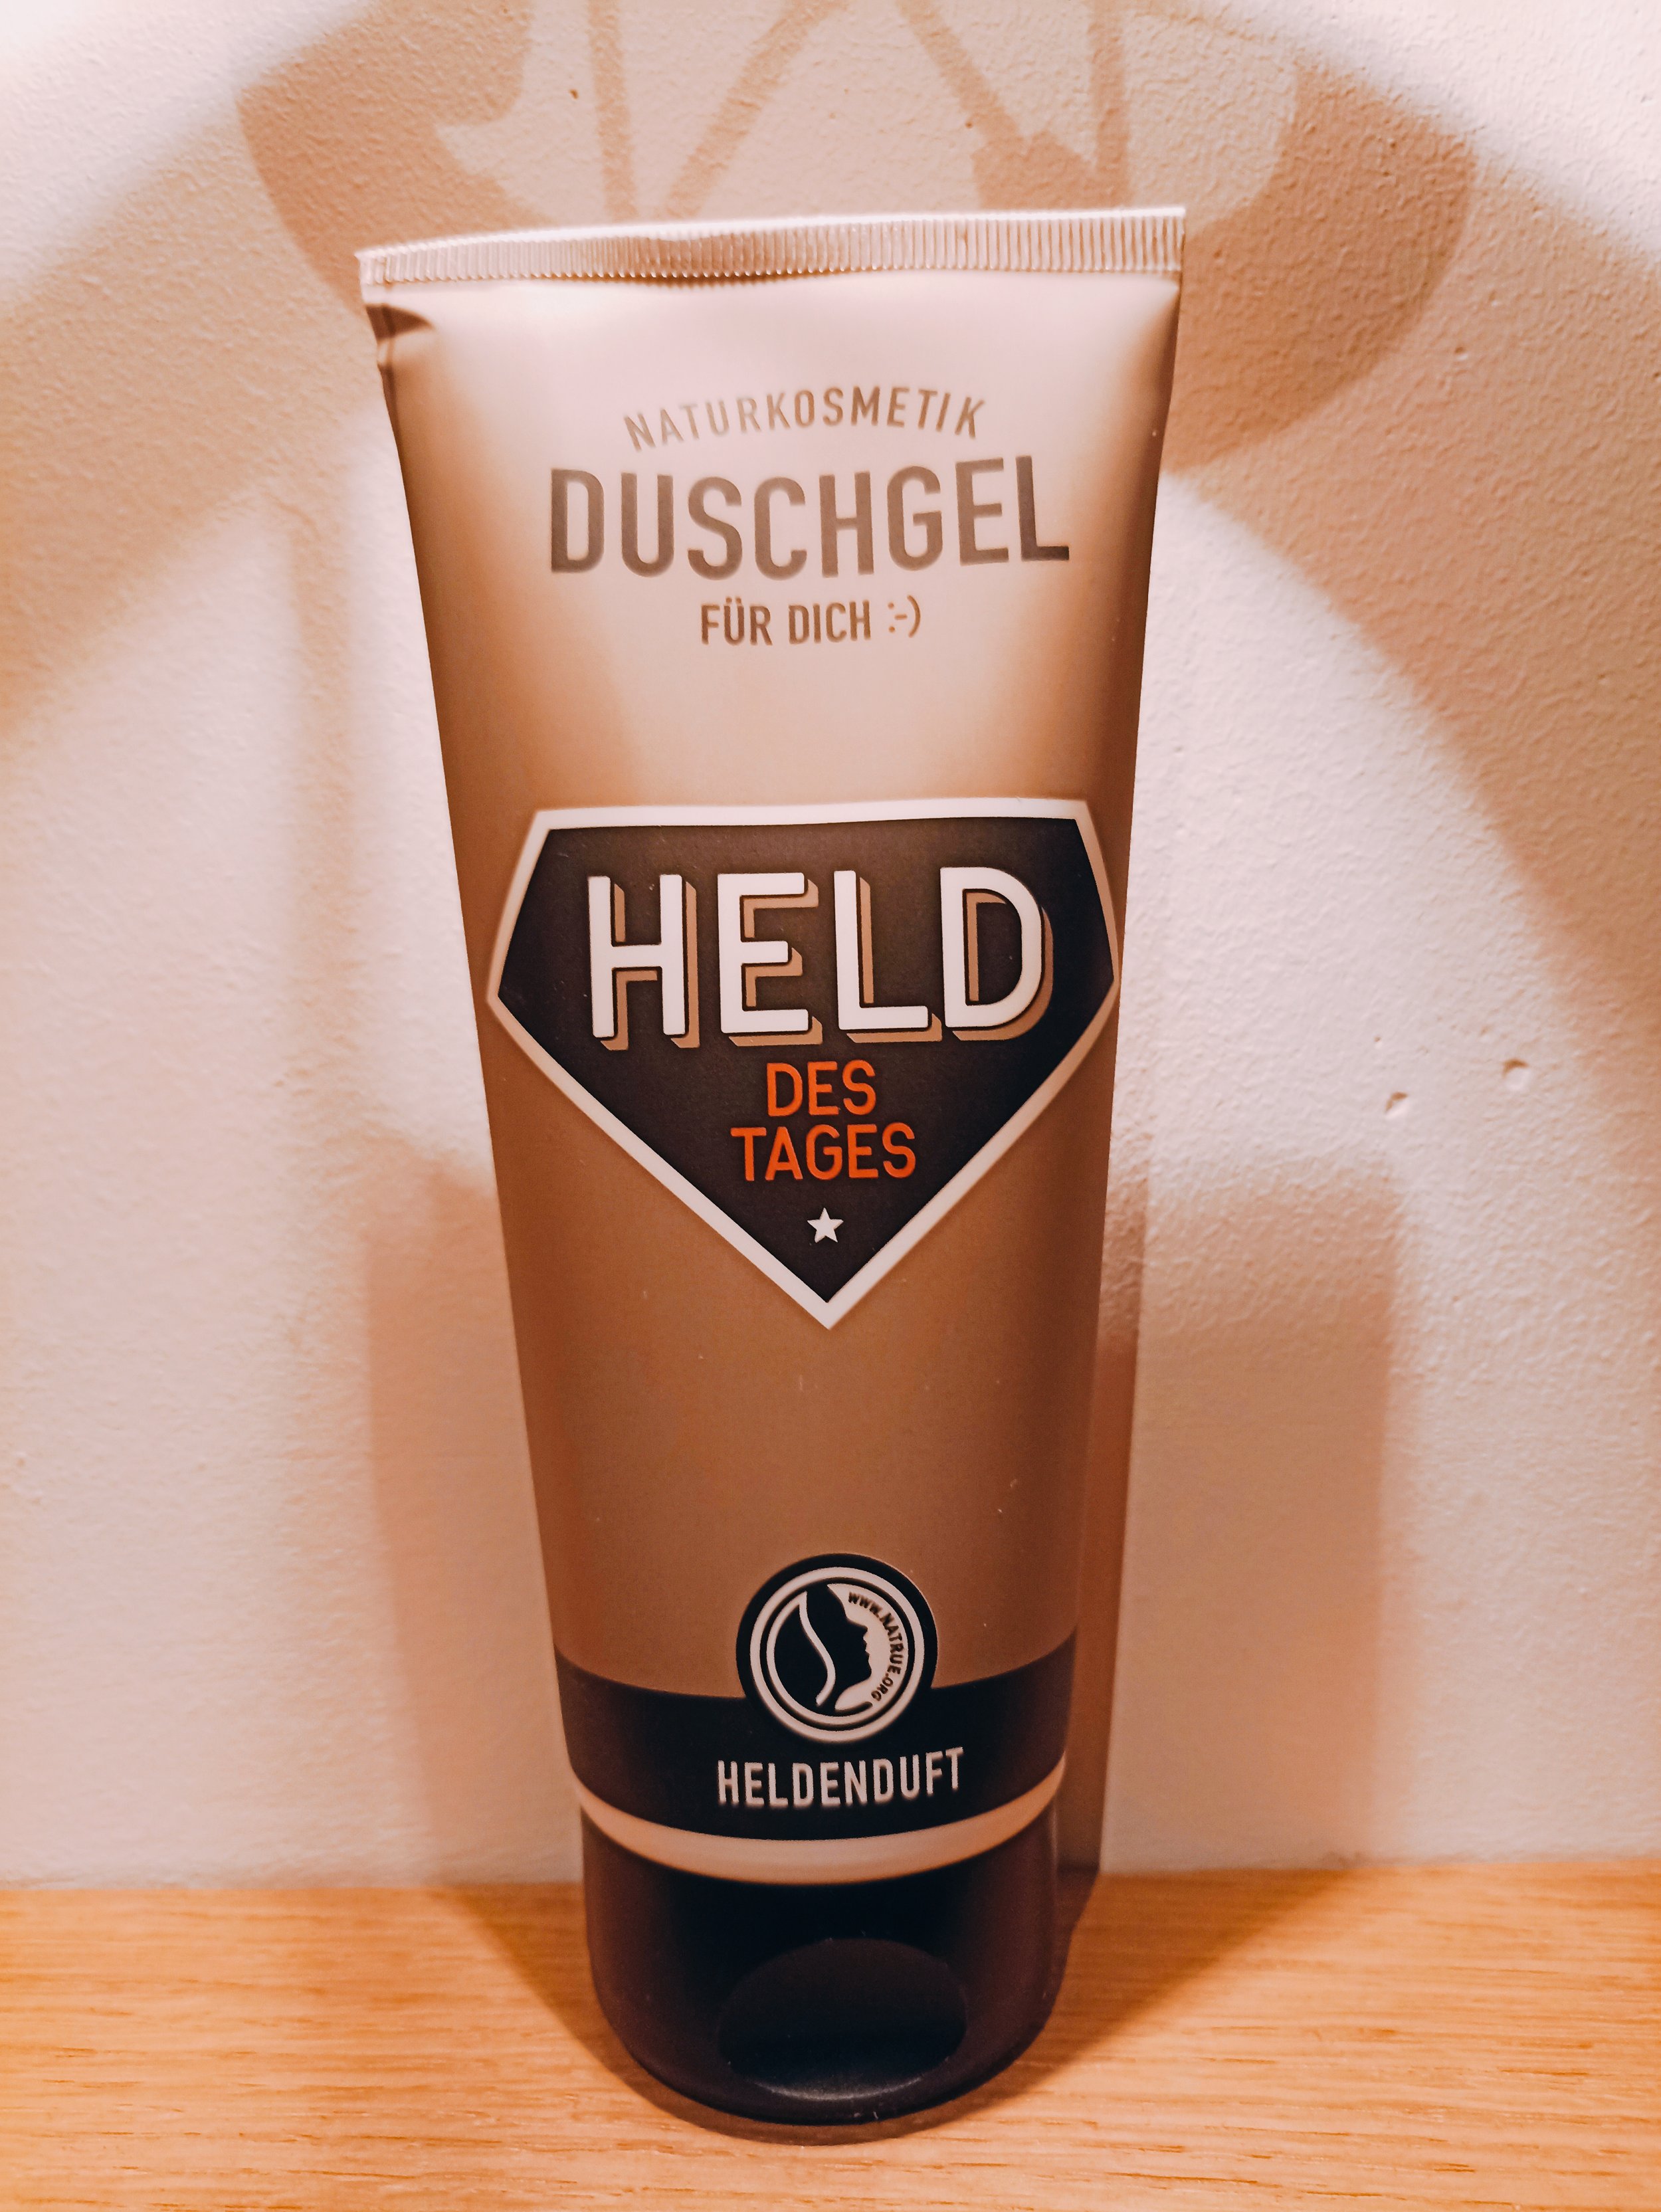 NATURKOSMETIK
DUSCHGEL
FÜR DICH :-)
HELD
DES
TAGES
WWW.NATRUE.ORG
HELDENDUFT